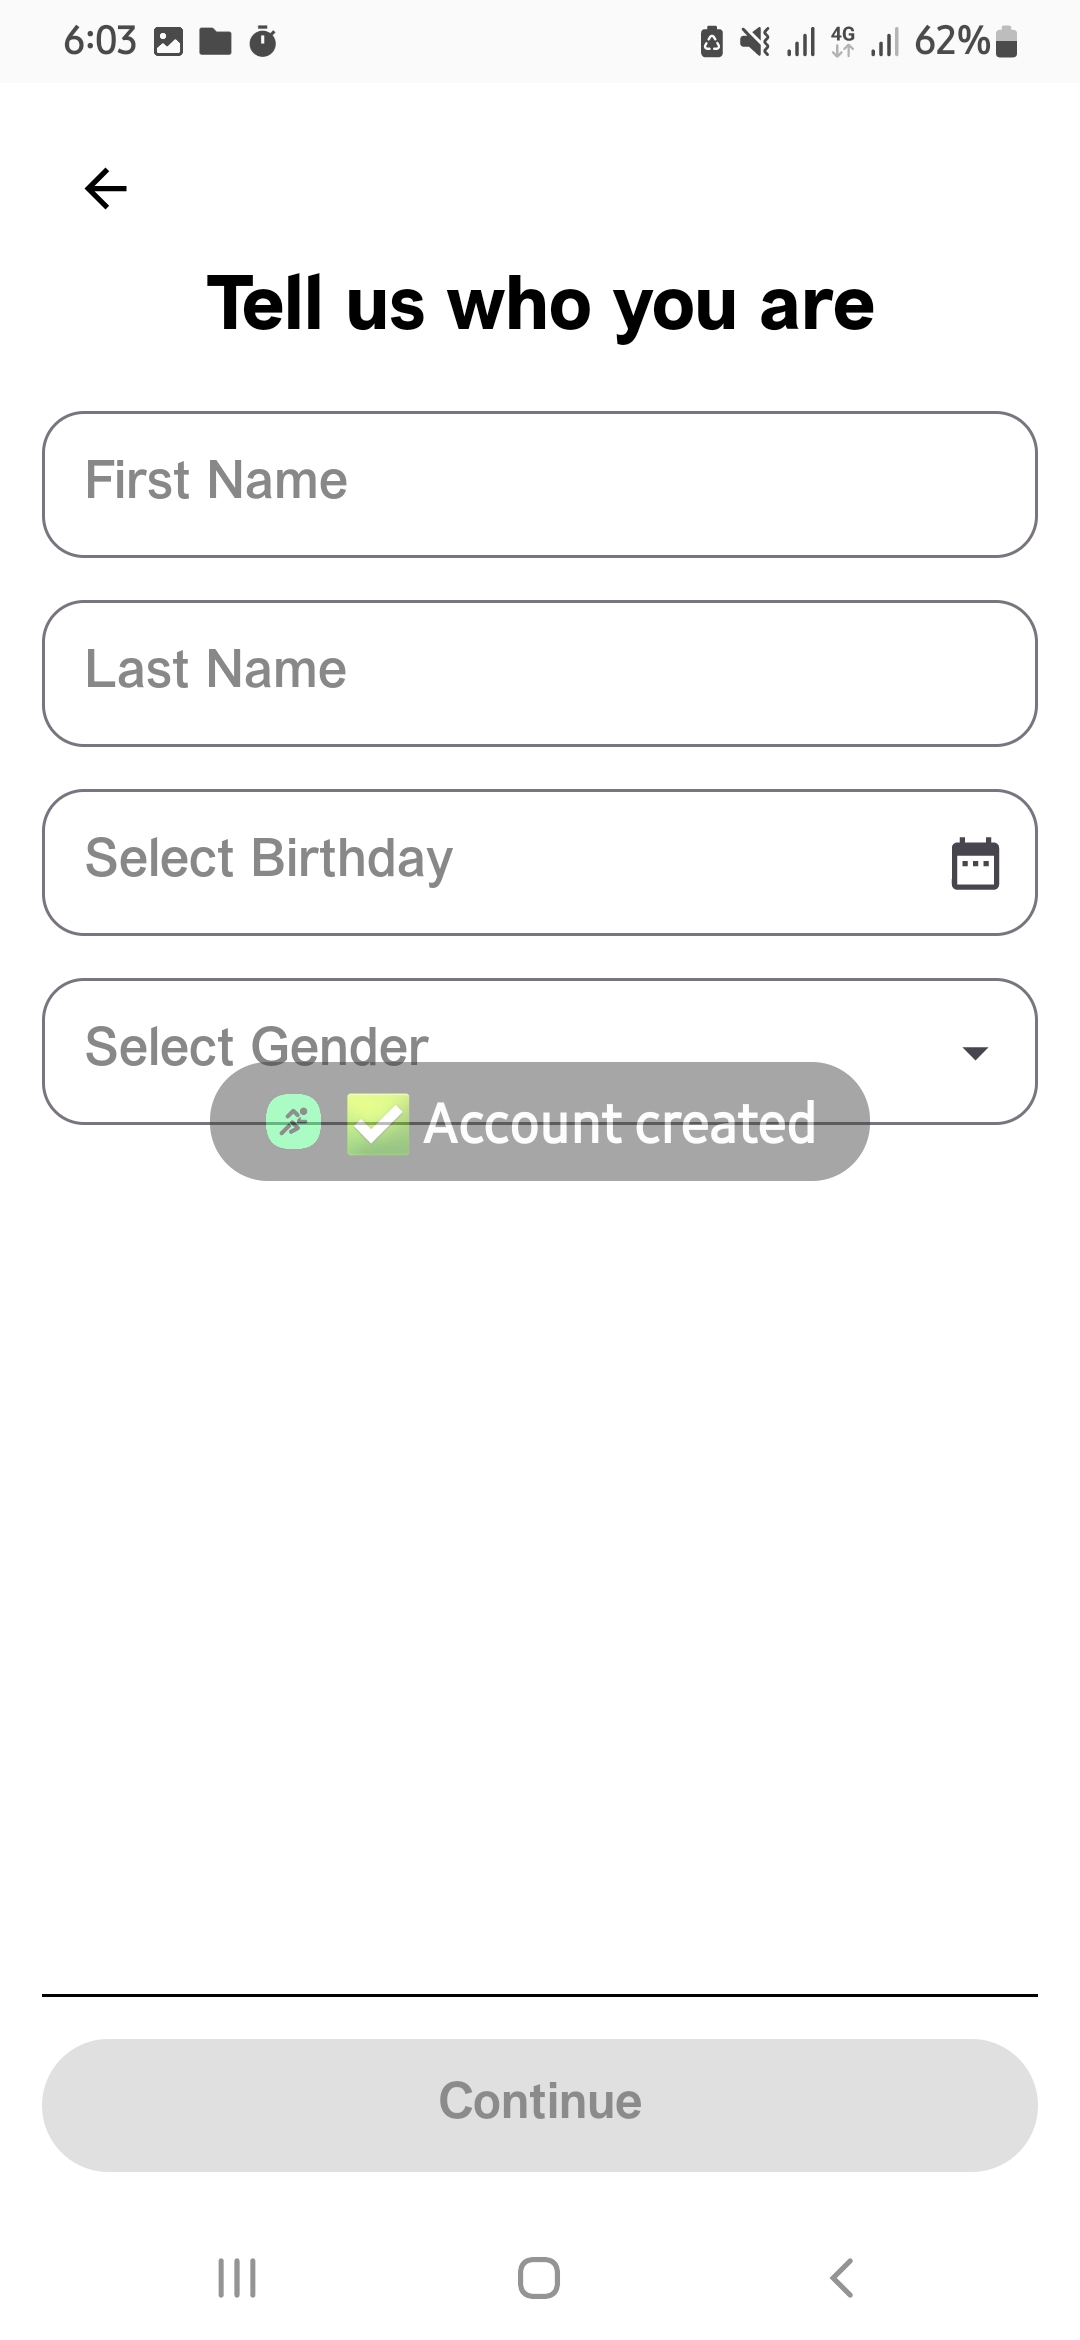 6:03 4G 62%
Tell us who you are
First Name
Last Name
Select Birthday
Select Gender
✅ Account created
Continue